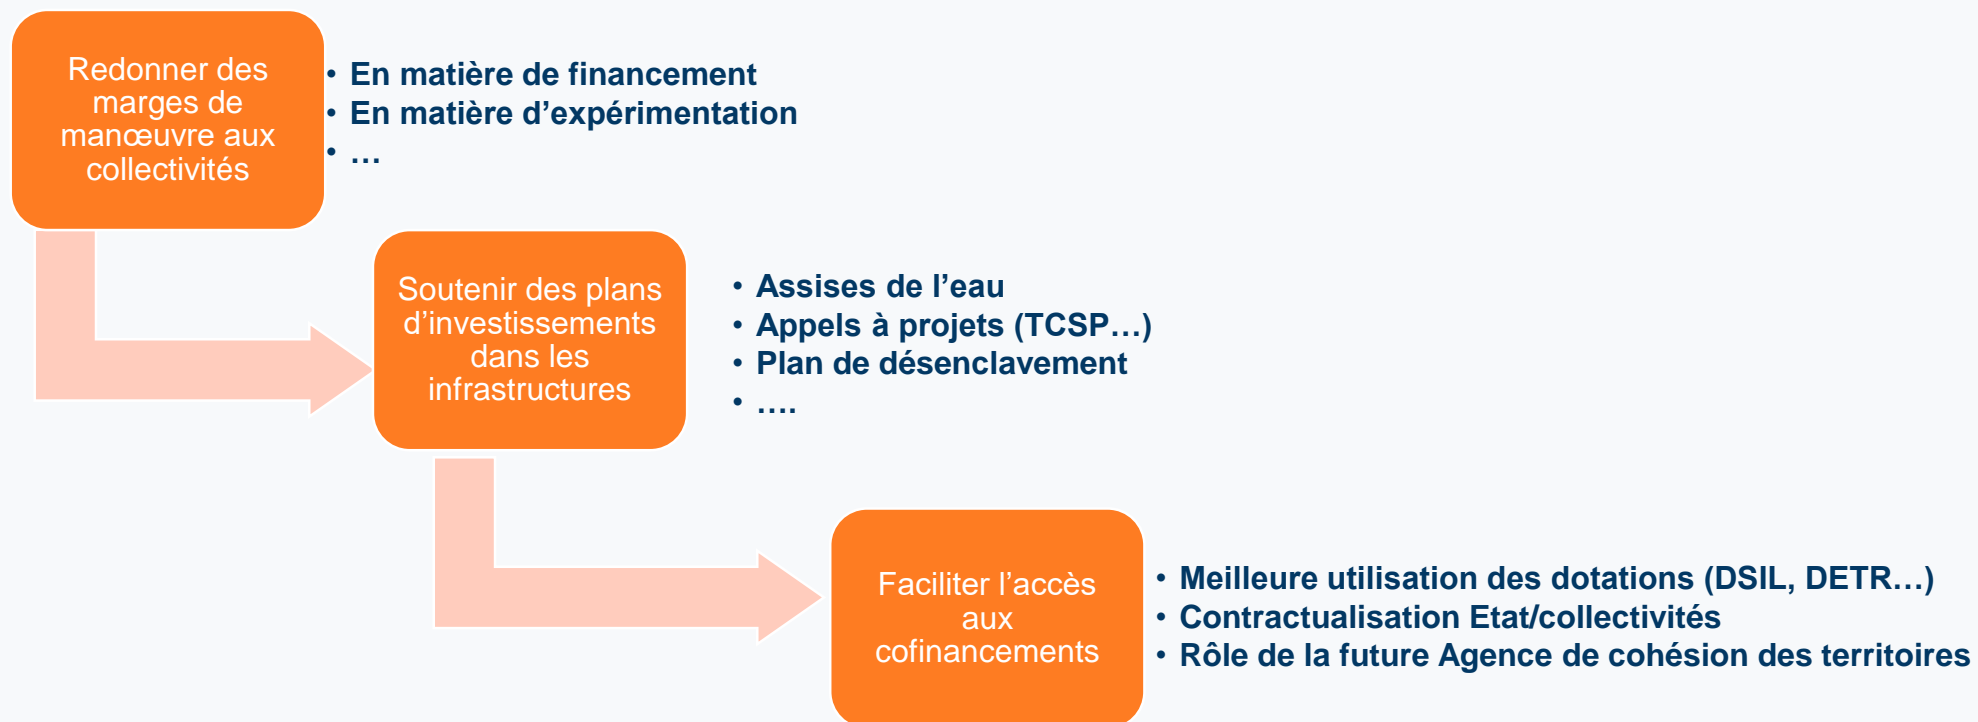 Redonner des
marges de
manœuvre aux
collectivités
• En matière de financement
• En matière d’expérimentation
• …
Soutenir des plans
d’investissements
dans les
infrastructures
• Assises de l’eau
• Appels à projets (TCSP…)
• Plan de désenclavement
• ….
Faciliter l’accès
aux
cofinancements
• Meilleure utilisation des dotations (DSIL, DETR…)
• Contractualisation Etat/collectivités
• Rôle de la future Agence de cohésion des territoires